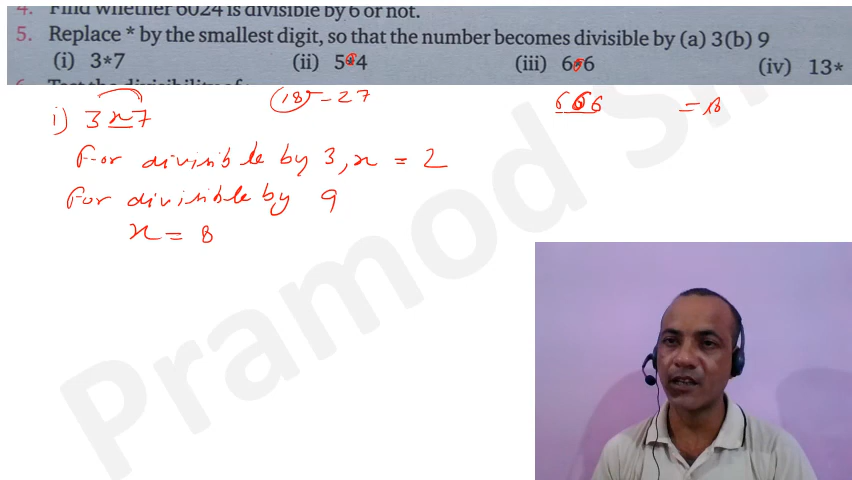 4. Find whether 6024 is divisible by 6 or not.
5. Replace * by the smallest digit, so that the number becomes divisible by (a) 3(b) 9
(i) 3*7 (ii) 5*4 (iii) 6*6 (iv) 13*
i) 3x7 18 - 27 666 = 18
For divisible by 3, x = 2
For divisible by 9
x = 8
Pramod